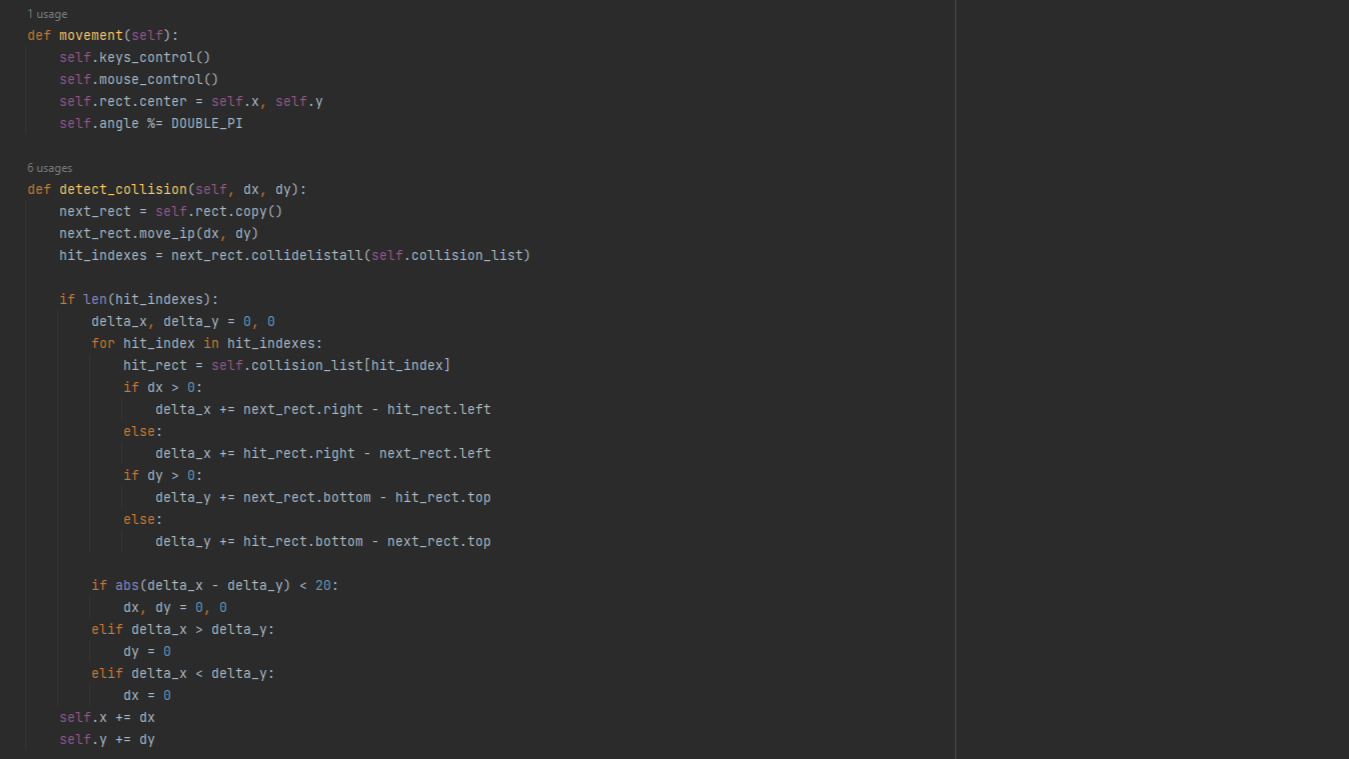 1 usage
def movement(self):
    self.keys_control()
    self.mouse_control()
    self.rect.center = self.x, self.y
    self.angle %= DOUBLE_PI
6 usages
def detect_collision(self, dx, dy):
    next_rect = self.rect.copy()
    next_rect.move_ip(dx, dy)
    hit_indexes = next_rect.collidelistall(self.collision_list)
    if len(hit_indexes):
        delta_x, delta_y = 0, 0
        for hit_index in hit_indexes:
            hit_rect = self.collision_list[hit_index]
            if dx > 0:
                delta_x += next_rect.right - hit_rect.left
            else:
                delta_x += hit_rect.right - next_rect.left
            if dy > 0:
                delta_y += next_rect.bottom - hit_rect.top
            else:
                delta_y += hit_rect.bottom - next_rect.top
        if abs(delta_x - delta_y) < 20:
            dx, dy = 0, 0
        elif delta_x > delta_y:
            dy = 0
        elif delta_x < delta_y:
            dx = 0
    self.x += dx
    self.y += dy